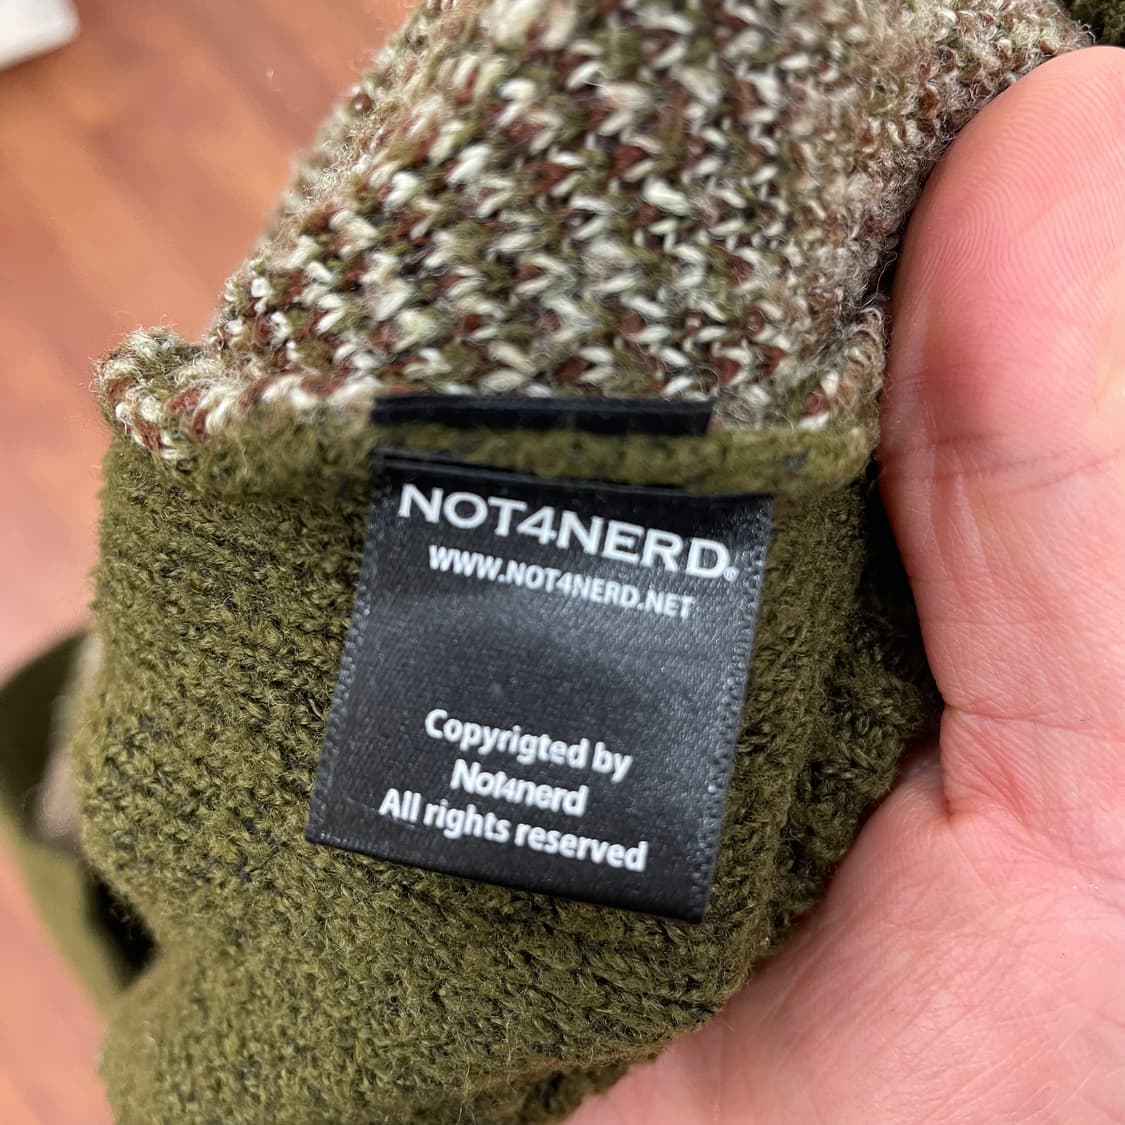 NOT4NERD®
WWW.NOT4NERD.NET
Copyrigted by
Not4nerd
All rights reserved